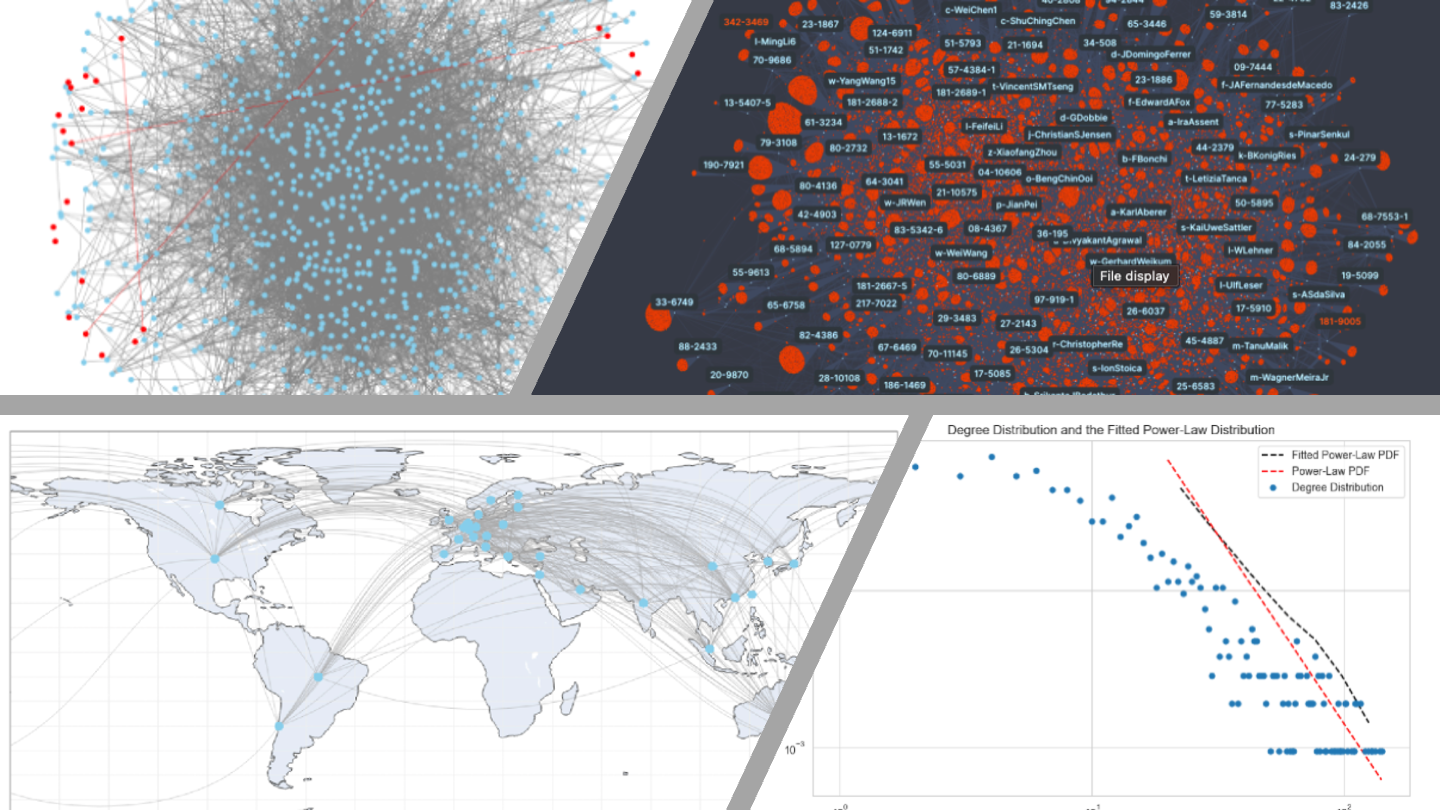 83-2426
342-3469
23-1867
c-WeiChen1
c-ShuChingChen
65-3446
59-3814
124-6911
l-MingLi6
51-1742
51-5793
21-1694
34-508
d-JDomingoFerrer
70-9686
57-4384-1
09-7444
w-YangWang15
181-2689-1
t-VincentSMTseng
23-1886
f-JAFernandesdeMacedo
13-5407-5
181-2688-2
f-EdwardAFox
77-5283
61-3234
l-FeifeiLi
d-GDobbie
a-IraAssent
13-1672
j-ChristianSJensen
s-PinarSenkul
79-3108
80-2732
z-XiaofangZhou
b-FBonchi
44-2379
k-BKonigRies
24-279
190-7921
55-5031
04-10606
o-BengChinOoi
t-LetiziaTanca
80-4136
64-3041
21-10575
w-JRWen
p-JianPei
a-KarlAberer
50-5895
42-4903
68-7553-1
83-5342-6
08-4367
36-195
s-KaiUweSattler
68-5894
127-0779
w-WeiWang
l-WLehner
84-2055
w-GerhardWeikum
55-9613
80-6889
File display
19-5099
181-2667-5
l-UlfLeser
s-ASdaSilva
33-6749
65-6758
217-7022
97-919-1
26-6037
17-5910
29-3483
27-2143
181-9005
82-4386
88-2433
67-6469
70-11145
26-5304
r-ChristopherRe
45-4887
m-TanuMalik
20-9870
28-10108
186-1469
17-5085
s-IonStoica
25-6583
m-WagnerMeiraJr
Degree Distribution and the Fitted Power-Law Distribution
Fitted Power-Law PDF
Power-Law PDF
Degree Distribution
10⁻³